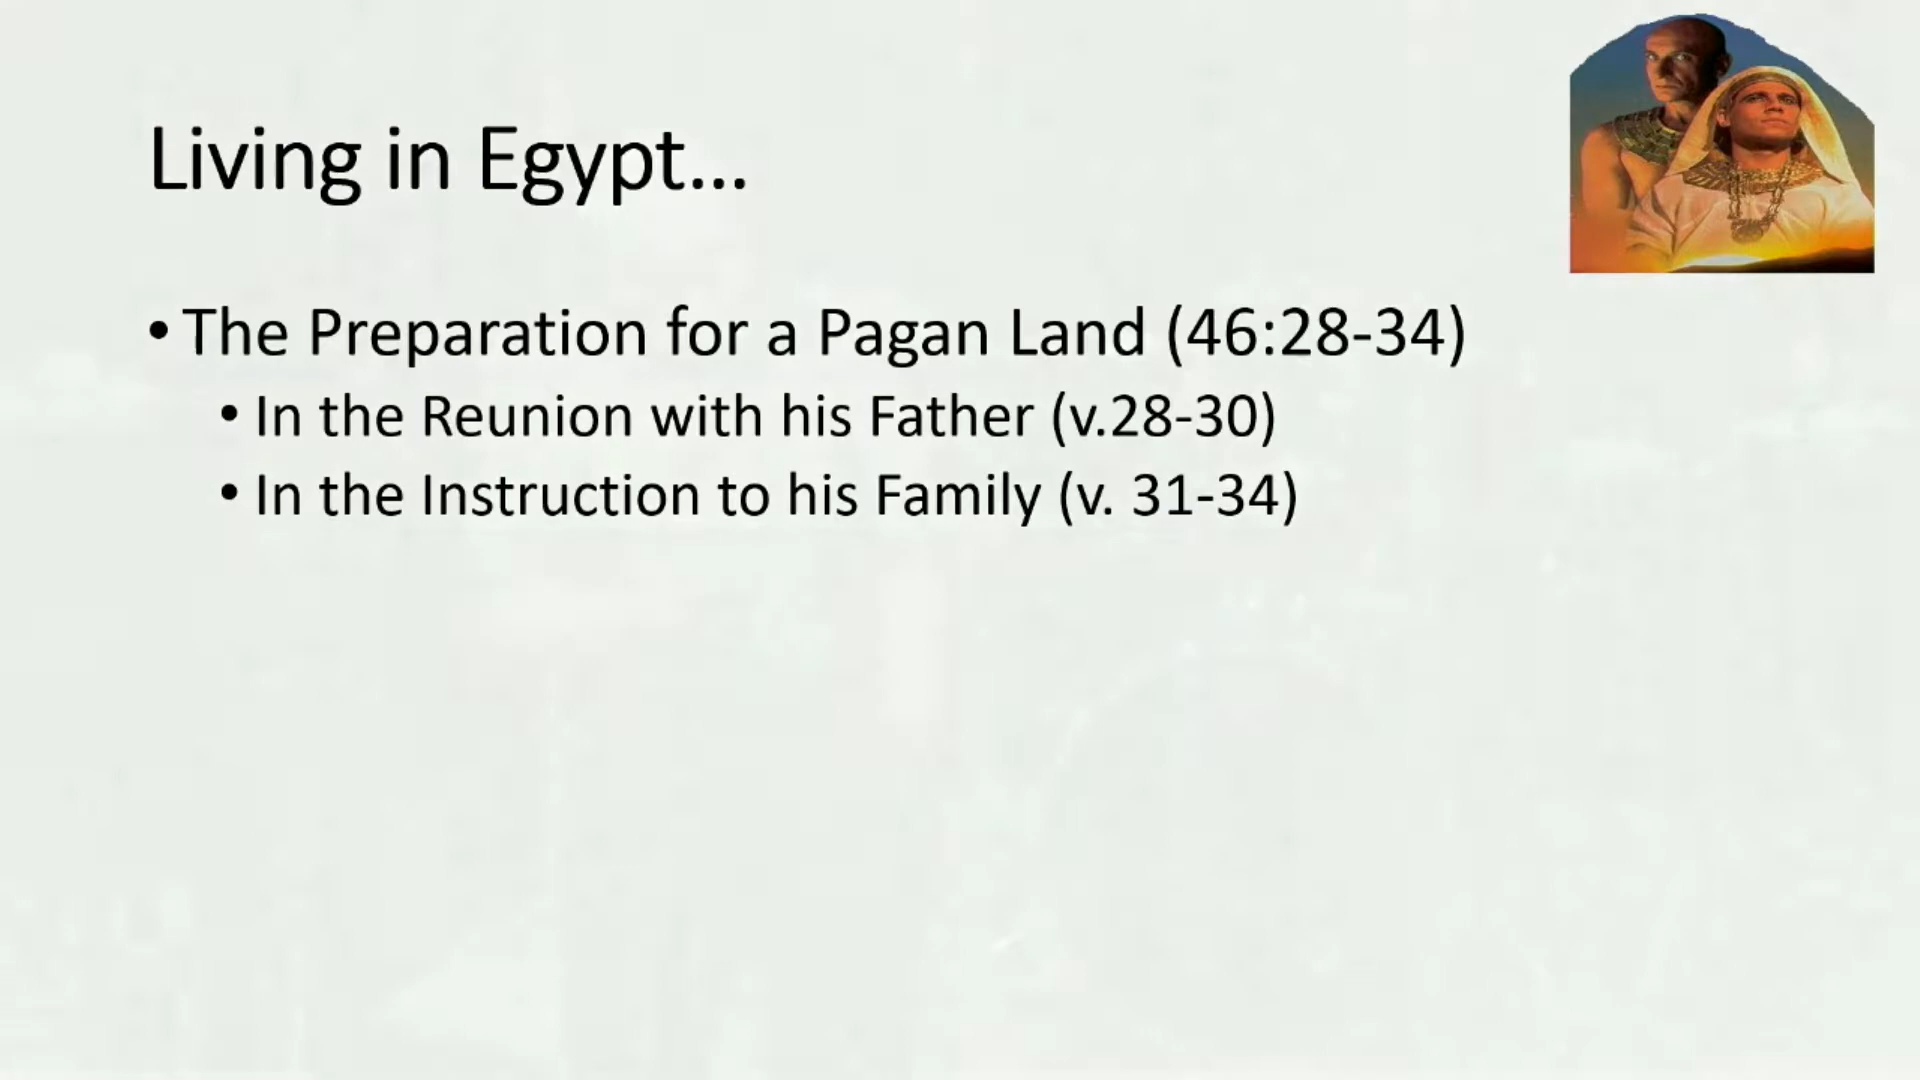 Living in Egypt...
• The Preparation for a Pagan Land (46:28-34)
• In the Reunion with his Father (v.28-30)
• In the Instruction to his Family (v. 31-34)